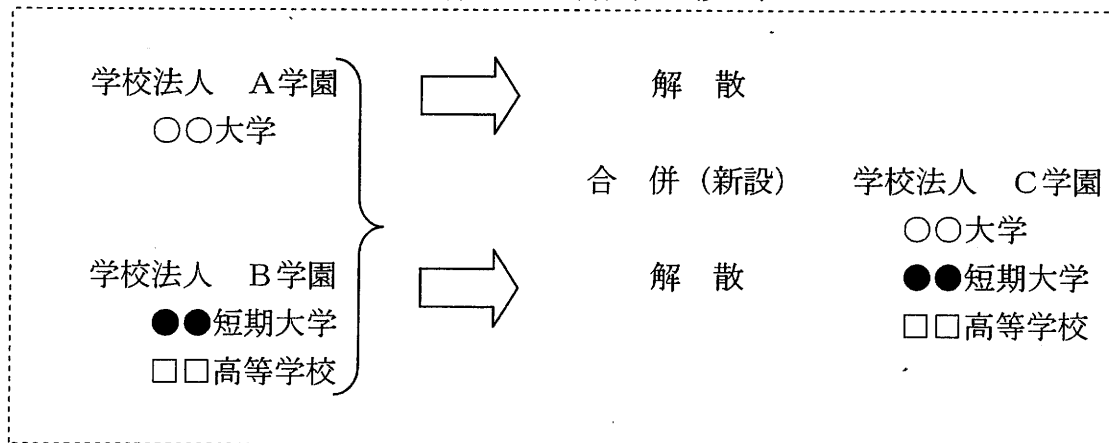 学校法人　A学園
○○大学
解　散
合　併（新設）
学校法人　C学園
○○大学
●●短期大学
□□高等学校
学校法人　B学園
●●短期大学
□□高等学校
解　散